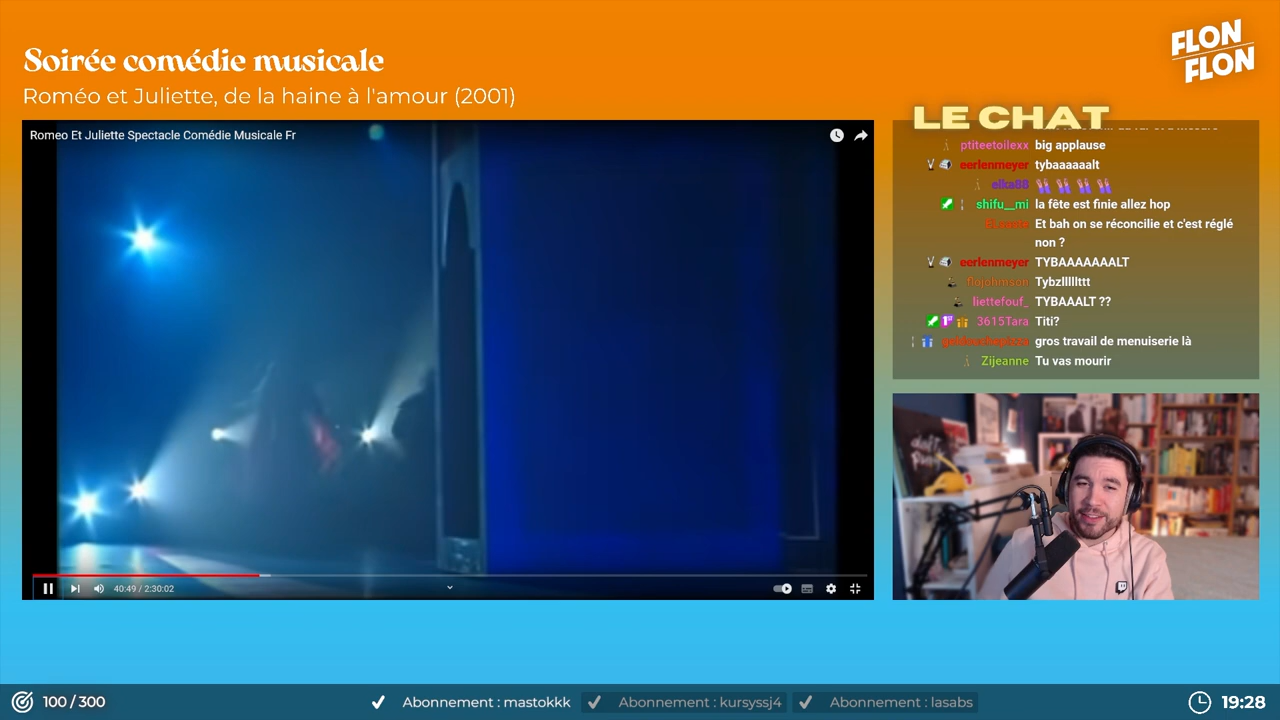 Soirée comédie musicale
Roméo et Juliette, de la haine à l'amour (2001)
FLON
FLON
Romeo Et Juliette Spectacle Comédie Musicale Fr
LE CHAT
ptiteetoilexx big applause
eerlenmeyer tybaaaaaalt
elka88
shifu__mi la fête est finie allez hop
Et bah on se réconcilie et c'est réglé
non ?
eerlenmeyer TYBAAAAAAALT
flojohmson Tybzlllllttt
liettefouf_ TYBAAALT ??
3615Tara Titi?
gros travail de menuiserie là
Zijeanne Tu vas mourir
40:49 / 2:30:02
100 / 300
Abonnement : mastokkk
Abonnement : kursyssj4
Abonnement : lasabs
19:28